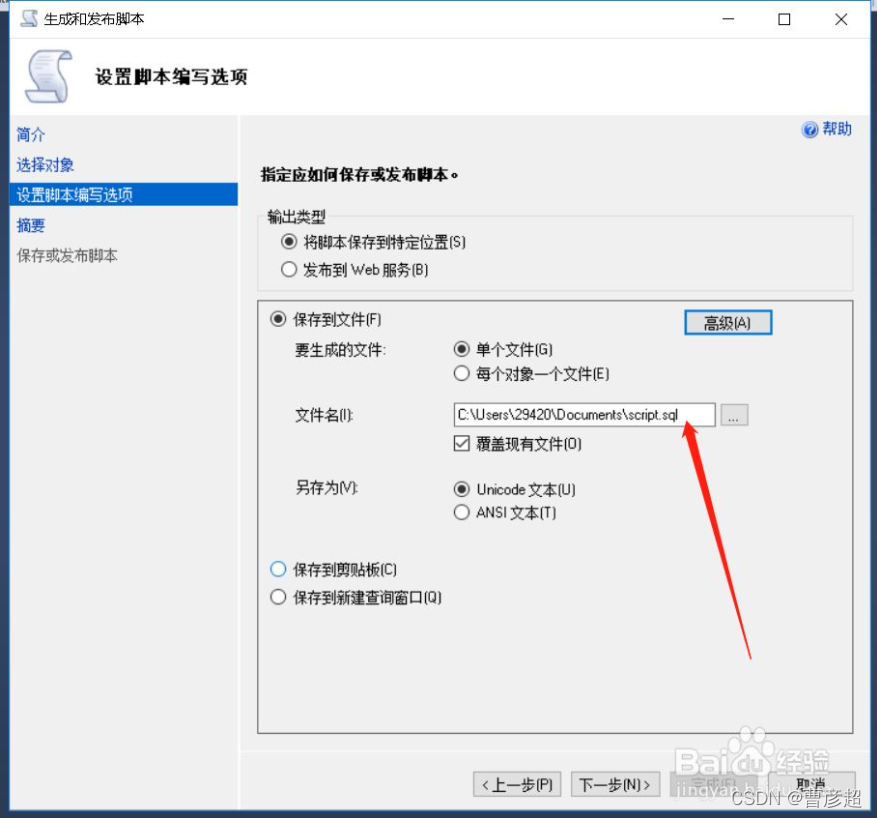 生成和发布脚本
设置脚本编写选项
简介
选择对象
设置脚本编写选项
摘要
保存或发布脚本
帮助
指定应如何保存或发布脚本。
输出类型
将脚本保存到特定位置(S)
发布到 Web 服务(B)
保存到文件(F)
高级(A)
要生成的文件:
单个文件(G)
每个对象一个文件(E)
文件名(I):
C:\Users\29420\Documents\script.sql
...
覆盖现有文件(O)
另存为(V):
Unicode 文本(U)
ANSI 文本(T)
保存到剪贴板(C)
保存到新建查询窗口(Q)
<上一步(P)
下一步(N)>
取消
Baidu 经验
jingyan.baidu
CSDN @曹彦超